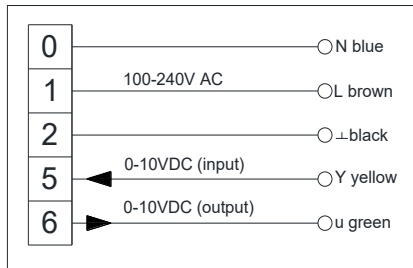 0 N blue
1 100-240V AC L brown
2 ⊥black
5 0-10VDC (input) Y yellow
6 0-10VDC (output) u green